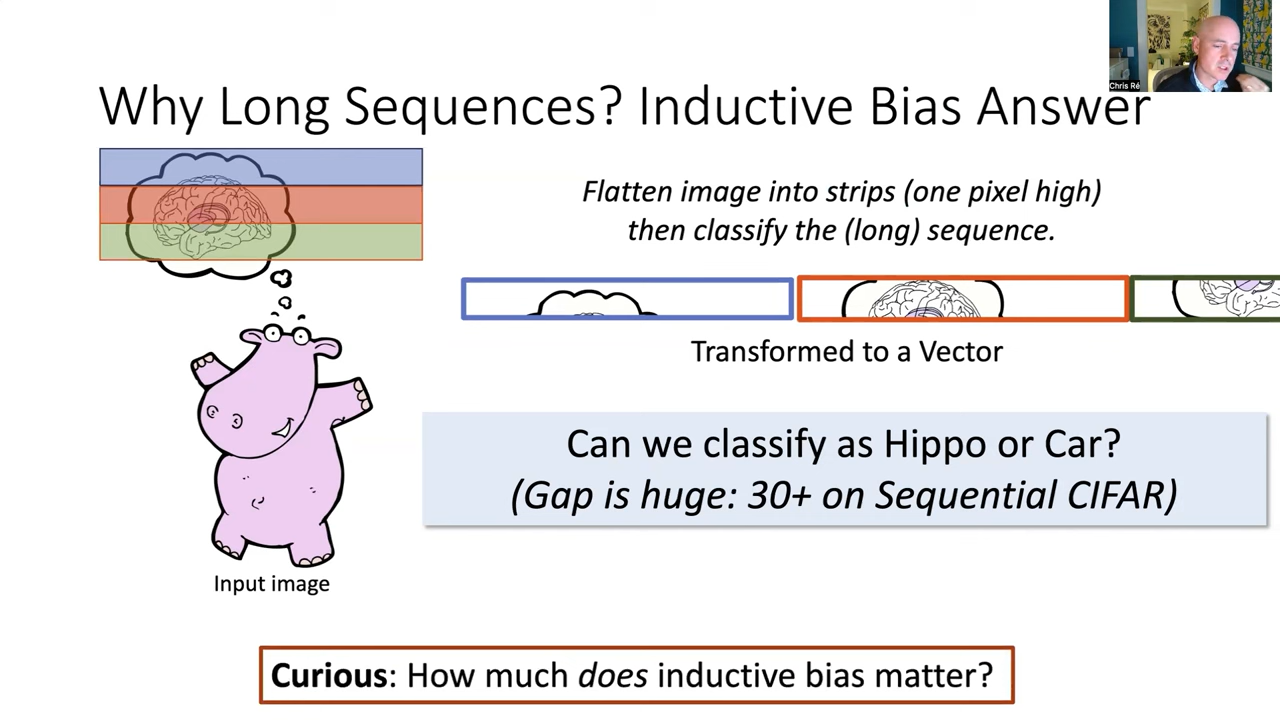 Chris Ré
Why Long Sequences? Inductive Bias Answer
Flatten image into strips (one pixel high)
then classify the (long) sequence.
Transformed to a Vector
Can we classify as Hippo or Car?
(Gap is huge: 30+ on Sequential CIFAR)
Input image
Curious: How much does inductive bias matter?